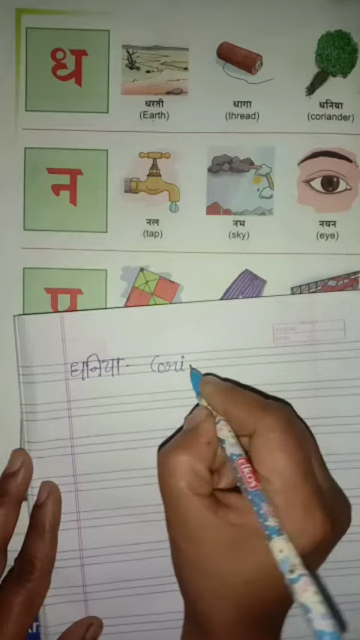 ध
धरती
(Earth)
धागा
(thread)
धनिया
(coriander)
न
नल
(tap)
नभ
(sky)
नयन
(eye)
प
धनिया - Cori